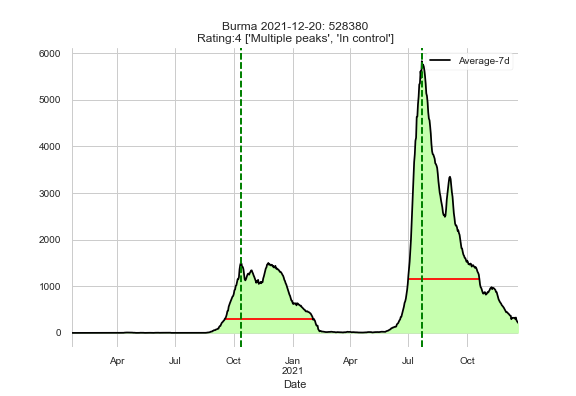 Burma 2021-12-20: 528380
Rating:4 ['Multiple peaks', 'In control']
Average-7d
6000
5000
4000
3000
2000
1000
0
Apr
Jul
Oct
Jan
2021
Apr
Jul
Oct
Date